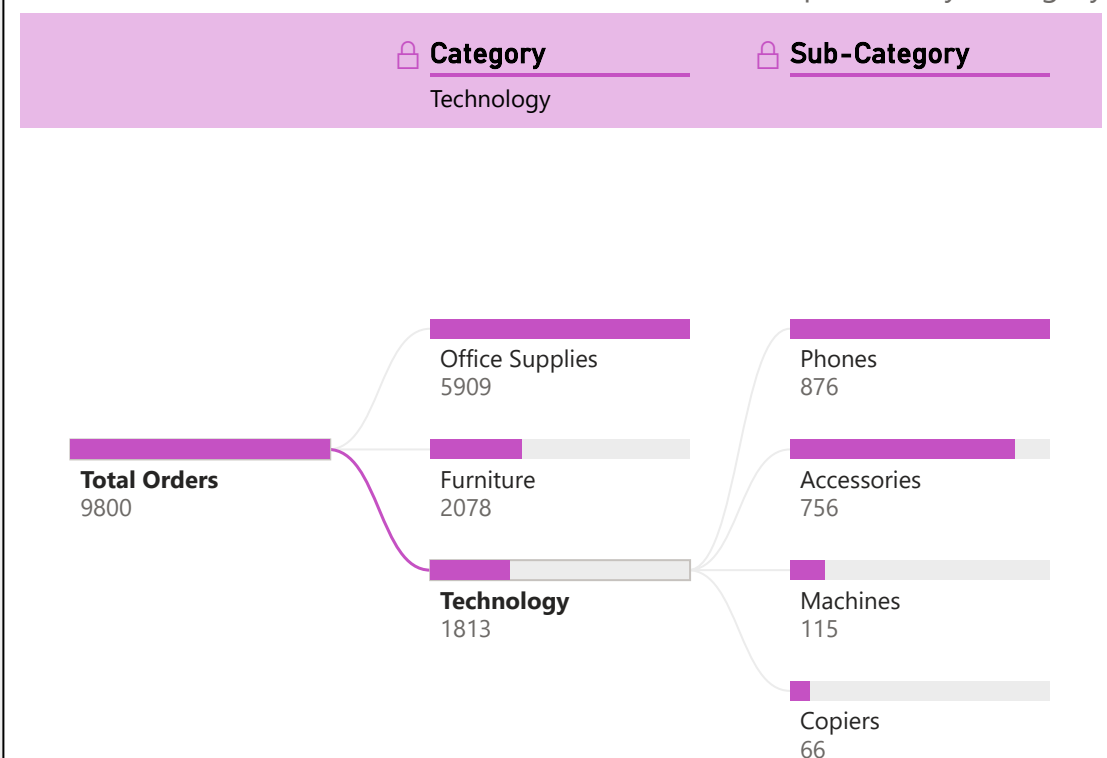 Category
Sub-Category
Technology
Office Supplies
5909
Phones
876
Total Orders
9800
Furniture
2078
Accessories
756
Technology
1813
Machines
115
Copiers
66